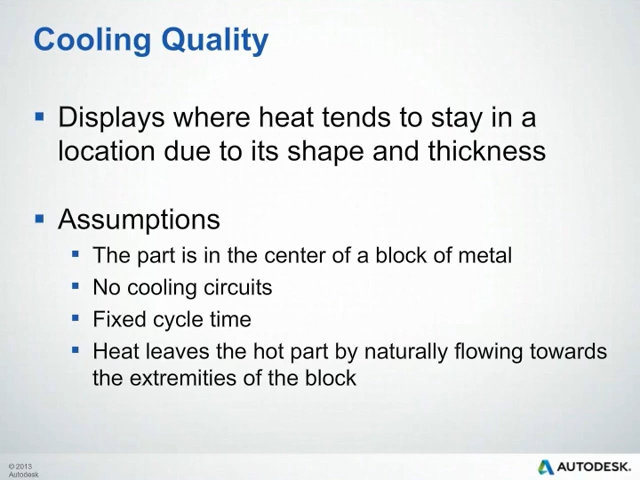 Cooling Quality
▪ Displays where heat tends to stay in a
location due to its shape and thickness
▪ Assumptions
▪ The part is in the center of a block of metal
▪ No cooling circuits
▪ Fixed cycle time
▪ Heat leaves the hot part by naturally flowing towards
the extremities of the block
© 2013
Autodesk
AUTODESK.